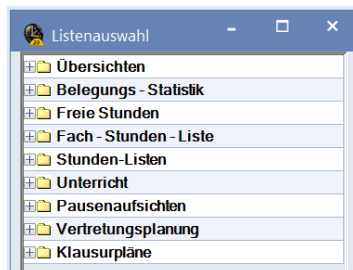 Listenauswahl
Übersichten
Belegungs - Statistik
Freie Stunden
Fach - Stunden - Liste
Stunden-Listen
Unterricht
Pausenaufsichten
Vertretungsplanung
Klausurpläne